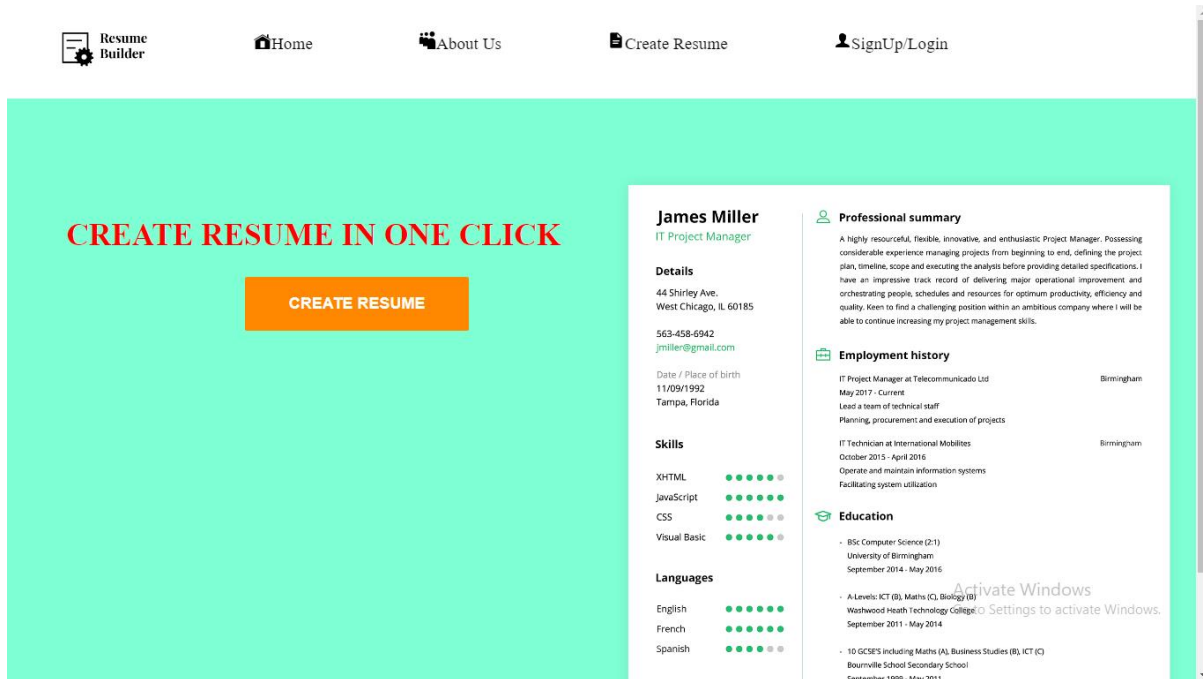 Resume
Builder
Home
About Us
Create Resume
SignUp/Login
CREATE RESUME IN ONE CLICK
CREATE RESUME
James Miller
IT Project Manager
Details
44 Shirley Ave.
West Chicago, IL 60185
563-458-6942
jmiller@gmail.com
Date / Place of birth
11/09/1992
Tampa, Florida
Skills
XHTML
JavaScript
CSS
Visual Basic
Languages
English
French
Spanish
Professional summary
A highly resourceful, flexible, innovative, and enthusiastic Project Manager. Possessing
considerable experience managing projects from beginning to end, defining the project
plan, timeline, scope and executing the analysis before providing detailed specifications. I
have an impressive track record of delivering major operational improvement and
orchestrating people, schedules and resources for optimum productivity, efficiency and
quality. Keen to find a challenging position within an ambitious company where I will be
able to continue increasing my project management skills.
Employment history
IT Project Manager at Telecommunicado Ltd Birmingham
May 2017 - Current
Lead a team of technical staff
Planning, procurement and execution of projects
IT Technician at International Mobilites Birmingham
October 2015 - April 2016
Operate and maintain information systems
Facilitating system utilization
Education
- BSc Computer Science (2:1)
University of Birmingham
September 2014 - May 2016
- A-Levels: ICT (B), Maths (C), Biology (B)
Washwood Heath Technology College
September 2011 - May 2014
- 10 GCSE'S including Maths (A), Business Studies (B), ICT (C)
Bournville School Secondary School
September 1999 - May 2011
Activate Windows
Go to Settings to activate Windows.